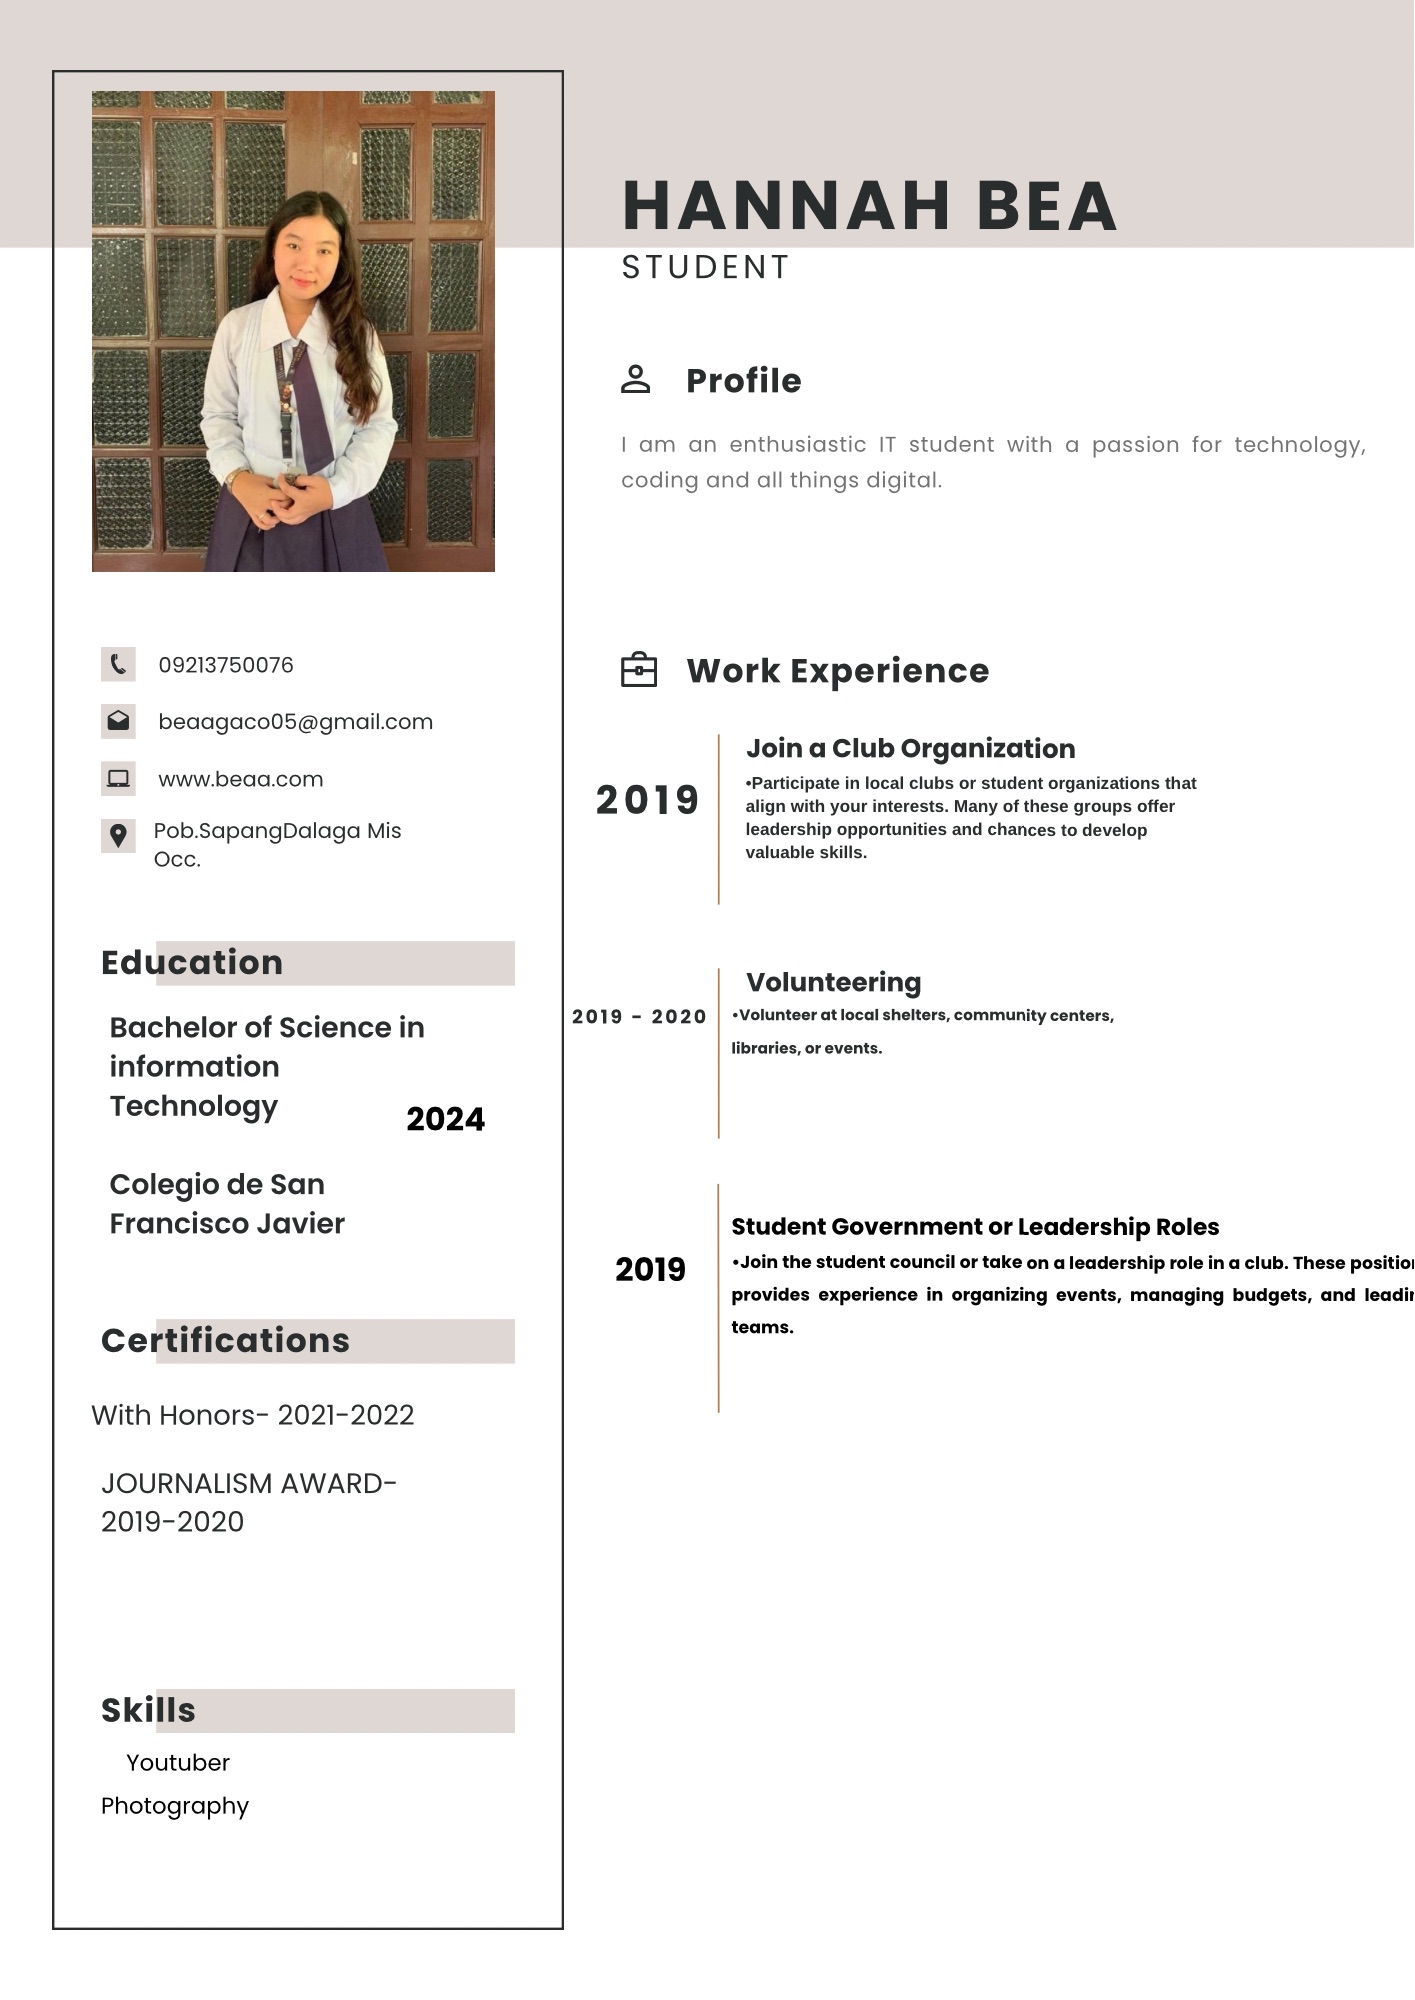 HANNAH BEA
STUDENT
Profile
I am an enthusiastic IT student with a passion for technology,
coding and all things digital.
09213750076
beaagaco05@gmail.com
www.beaa.com
Pob.SapangDalaga Mis
Occ.
Education
Bachelor of Science in
information
Technology
2024
Colegio de San
Francisco Javier
Certifications
With Honors- 2021-2022
JOURNALISM AWARD-
2019-2020
Skills
Youtuber
Photography
Work Experience
2019
Join a Club Organization
•Participate in local clubs or student organizations that
align with your interests. Many of these groups offer
leadership opportunities and chances to develop
valuable skills.
2019 - 2020
Volunteering
•Volunteer at local shelters, community centers,
libraries, or events.
2019
Student Government or Leadership Roles
•Join the student council or take on a leadership role in a club. These
provides experience in organizing events, managing budgets, and
teams.